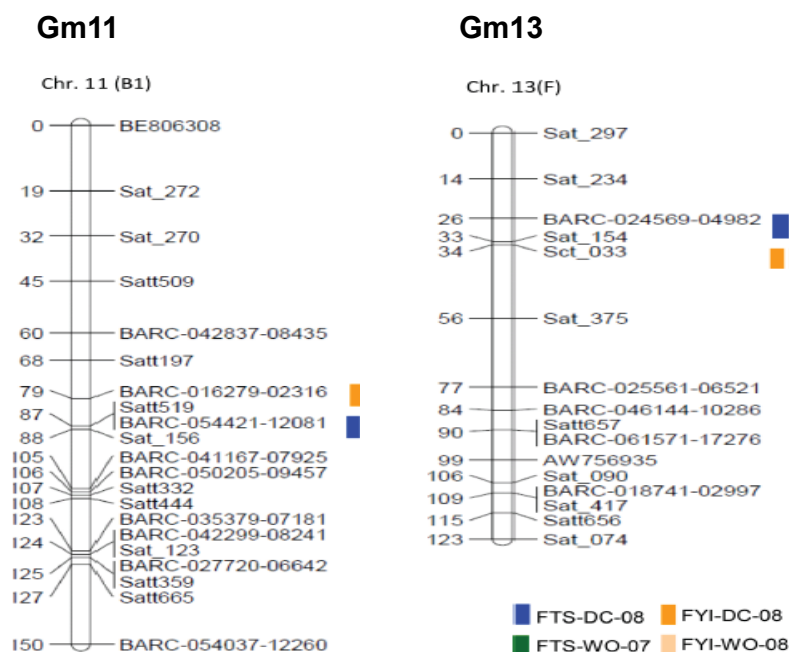 Gm11
Chr. 11 (B1)
0 BE806308
19 Sat_272
32 Sat_270
45 Satt509
60 BARC-042837-08435
68 Satt197
79 BARC-016279-02316
Satt519
87 BARC-054421-12081
88 Sat_156
105 BARC-041167-07925
106 BARC-050205-09457
107 Satt332
108 Satt444
123 BARC-035379-07181
BARC-042299-08241
124 Sat_123
BARC-027720-06642
125 Satt359
127 Satt665
150 BARC-054037-12260
Gm13
Chr. 13(F)
0 Sat_297
14 Sat_234
26 BARC-024569-04982
33 Sat_154
34 Sct_033
56 Sat_375
77 BARC-025561-06521
84 BARC-046144-10286
Satt657
90 BARC-061571-17276
99 AW756935
106 Sat_090
BARC-018741-02997
109 Sat_417
115 Satt656
123 Sat_074
FTS-DC-08 FYI-DC-08
FTS-WO-07 FYI-WO-08